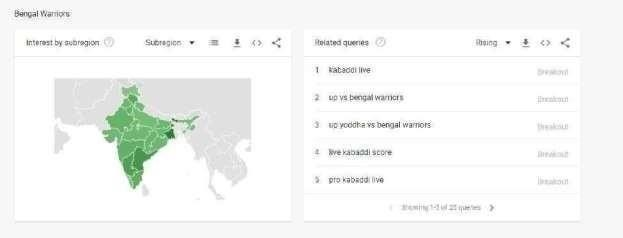 Bengal Warriors
Interest by subregion
Subregion
Related queries
Rising
1 kabaddi live Breakout
2 up vs bengal warriors Breakout
3 up yoddha vs bengal warriors Breakout
4 live kabaddi score Breakout
5 pro kabaddi live Breakout
Showing 1-5 of 25 queries